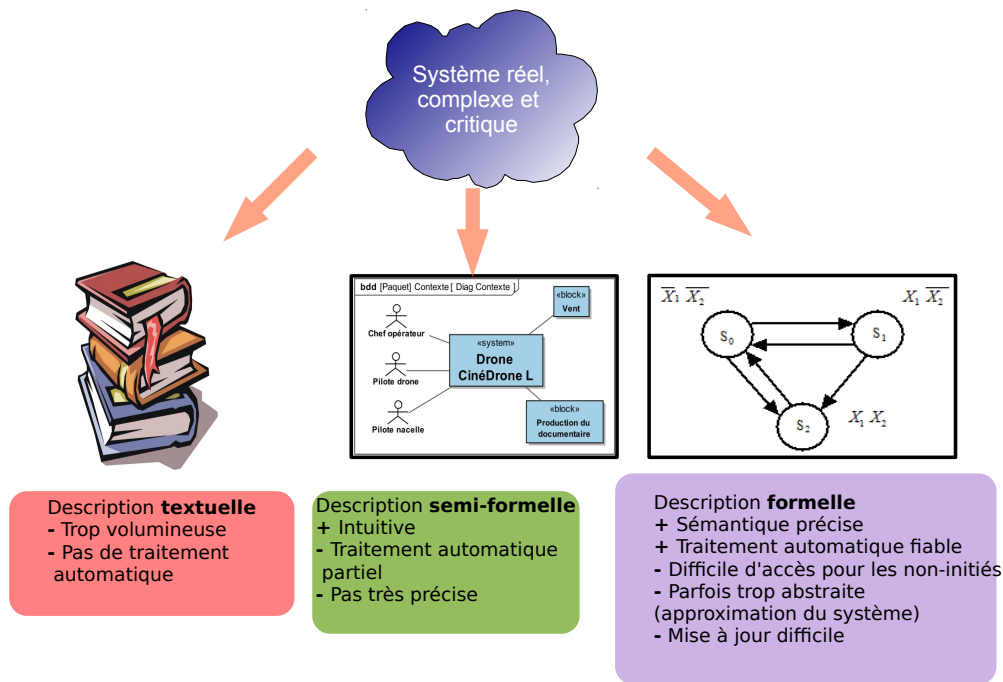 Système réel,
complexe et
critique
bdd [Paquet] Contexte [ Diag Contexte ]
«block»
Vent
Chef opérateur
«system»
Drone
CinéDrone L
Pilote drone
«block»
Production du
documentaire
Pilote nacelle
X̅₁ X̅₂
X₁ X̅₂
S₀
S₁
S₂
X₁ X₂
Description textuelle
- Trop volumineuse
- Pas de traitement
automatique
Description semi-formelle
+ Intuitive
- Traitement automatique
partiel
- Pas très précise
Description formelle
+ Sémantique précise
+ Traitement automatique fiable
- Difficile d'accès pour les non-initiés
- Parfois trop abstraite
(approximation du système)
- Mise à jour difficile